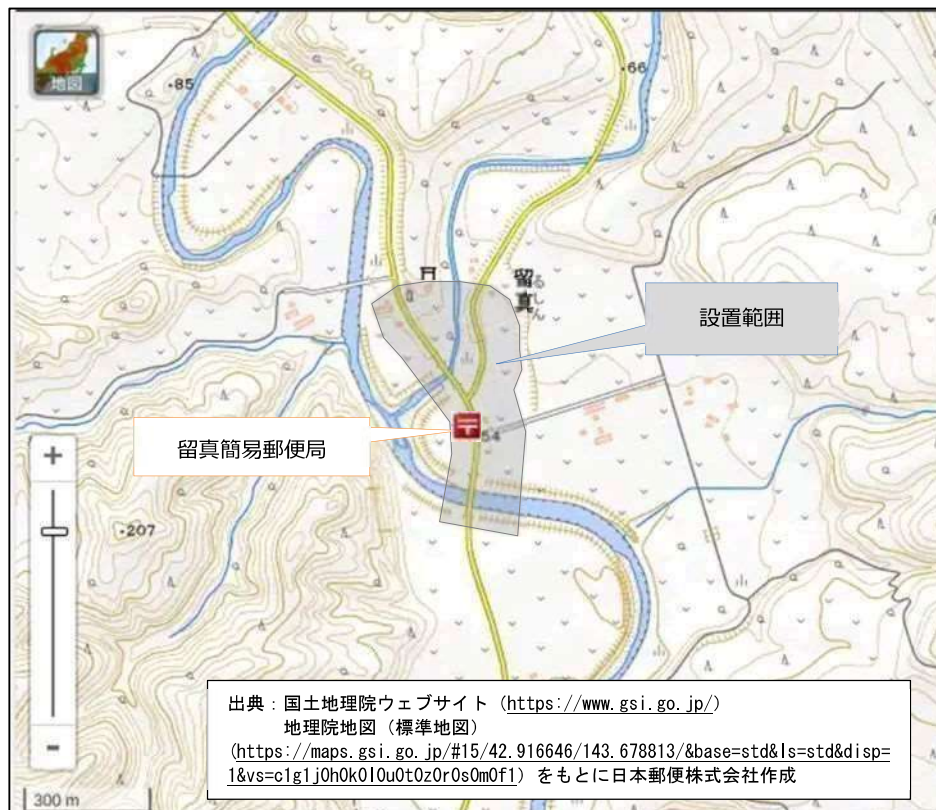 地図
85
66
100
留真
るしん
設置範囲
留真簡易郵便局
54
207
+
-
300 m
出典：国土地理院ウェブサイト（https://www.gsi.go.jp/）
地理院地図（標準地図）
(https://maps.gsi.go.jp/#15/42.916646/143.678813/&base=std&ls=std&disp=
1&vs=c1g1j0h0k0l0u0t0z0r0s0m0f1）をもとに日本郵便株式会社作成